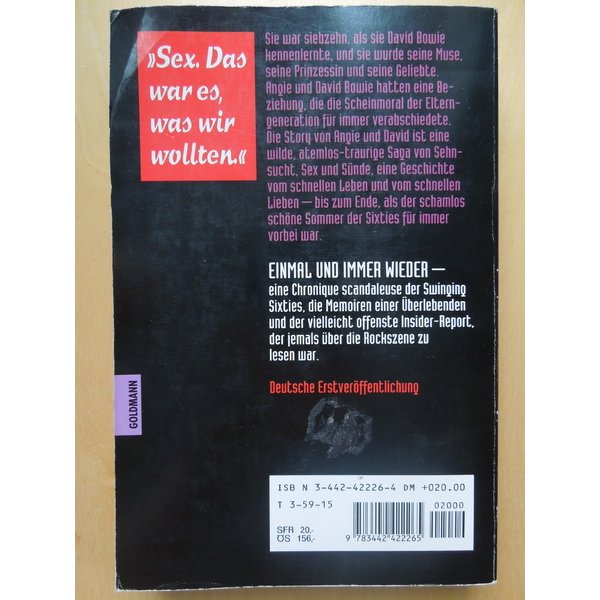 »Sex. Das
war es,
was wir
wollten.«
Sie war siebzehn, als sie David Bowie
kennenlernte, und sie wurde seine Muse,
seine Prinzessin und seine Geliebte.
Angie und David Bowie hatten eine Be-
ziehung, die die Scheinmoral der Eltern-
generation für immer verabschiedete.
Die Story von Angie und David ist eine
wilde, atemlos-traurige Saga von Sehn-
sucht, Sex und Sünde, eine Geschichte
vom schnellen Leben und vom schnellen
Lieben – bis zum Ende, als der schamlos
schöne Sommer der Sixties für immer
vorbei war.
EINMAL UND IMMER WIEDER –
eine Chronique scandaleuse der Swinging
Sixties, die Memoiren einer Überlebenden
und der vielleicht offenste Insider-Report,
der jemals über die Rockszene zu
lesen war.
Deutsche Erstveröffentlichung
GOLDMANN
ISBN 3-442-42226-4 DM +020.00
T 3-59-15
02000
SFR 20,-
ÖS 156,-
9 783442 422265